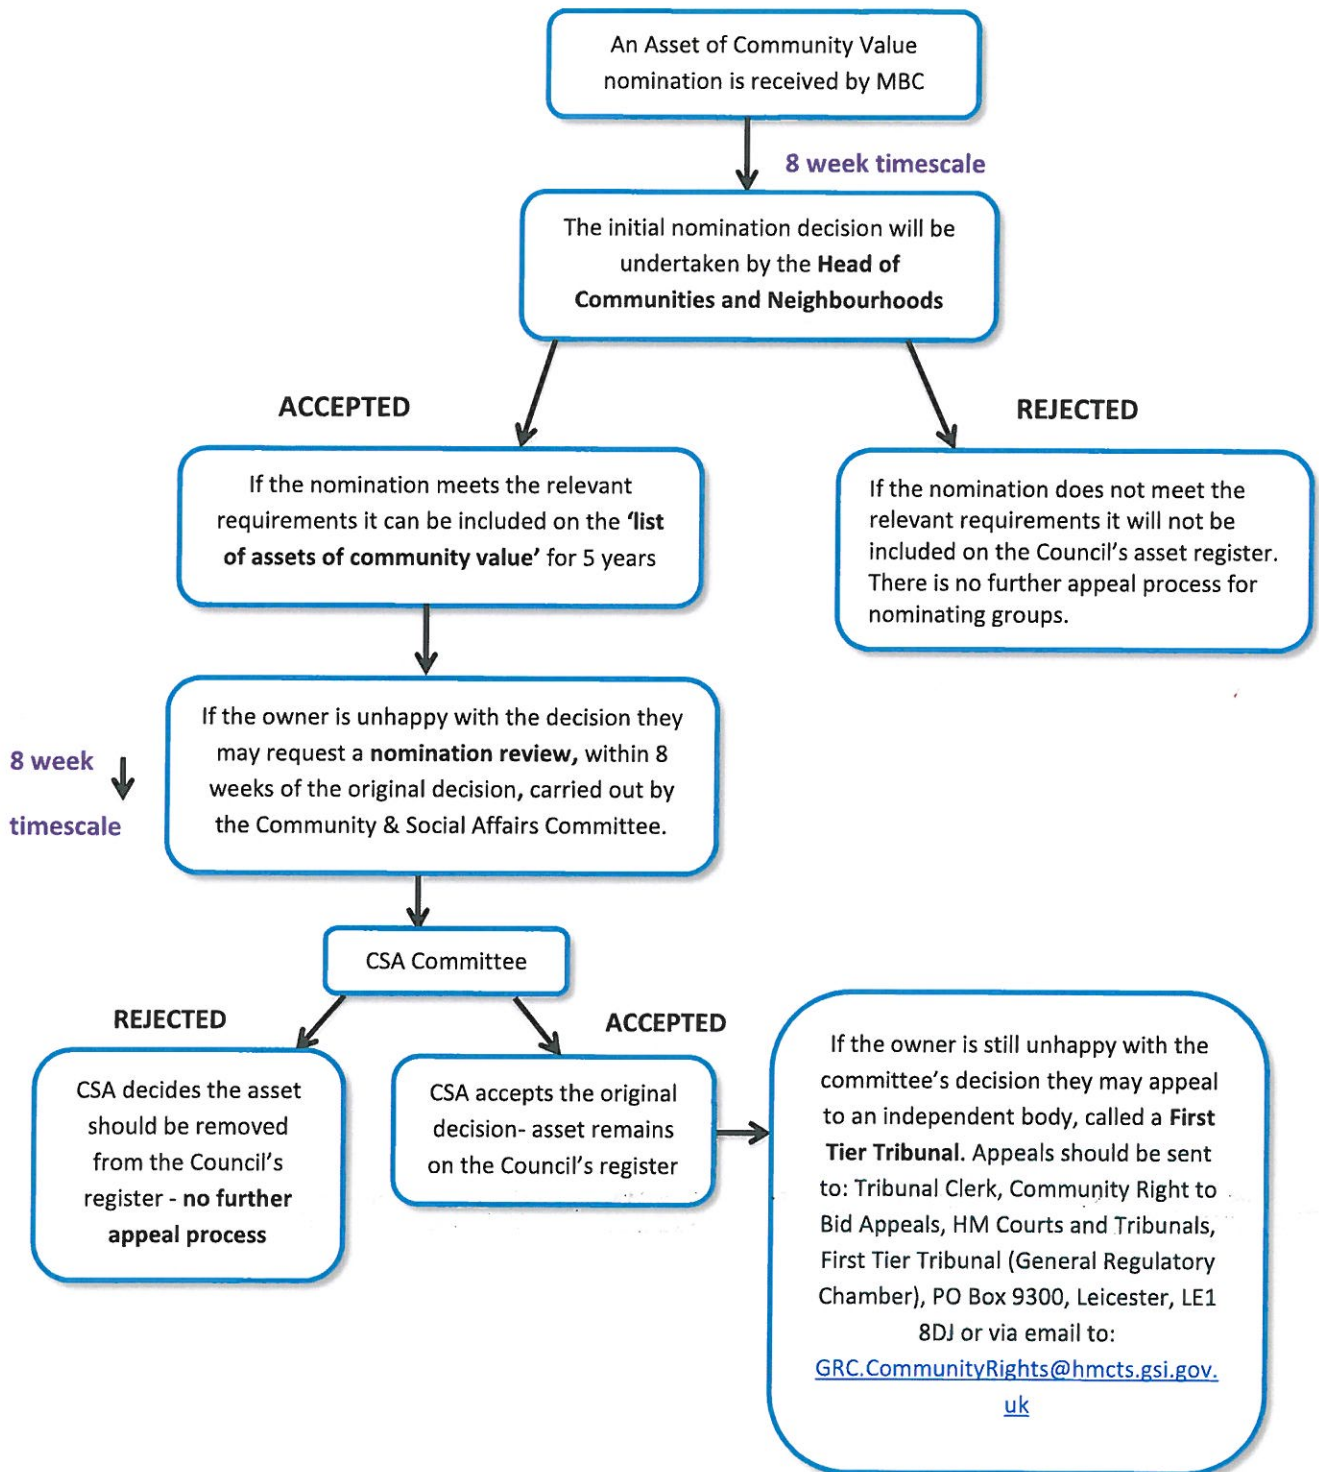 An Asset of Community Value
nomination is received by MBC
8 week timescale
The initial nomination decision will be
undertaken by the Head of
Communities and Neighbourhoods
ACCEPTED
REJECTED
If the nomination meets the relevant
requirements it can be included on the ‘list
of assets of community value’ for 5 years
If the nomination does not meet the
relevant requirements it will not be
included on the Council’s asset register.
There is no further appeal process for
nominating groups.
8 week
timescale
If the owner is unhappy with the decision they
may request a nomination review, within 8
weeks of the original decision, carried out by
the Community & Social Affairs Committee.
CSA Committee
REJECTED
ACCEPTED
CSA decides the asset
should be removed
from the Council’s
register - no further
appeal process
CSA accepts the original
decision- asset remains
on the Council’s register
If the owner is still unhappy with the
committee’s decision they may appeal
to an independent body, called a First
Tier Tribunal. Appeals should be sent
to: Tribunal Clerk, Community Right to
Bid Appeals, HM Courts and Tribunals,
First Tier Tribunal (General Regulatory
Chamber), PO Box 9300, Leicester, LE1
8DJ or via email to:
GRC.CommunityRights@hmcts.gsi.gov.
uk